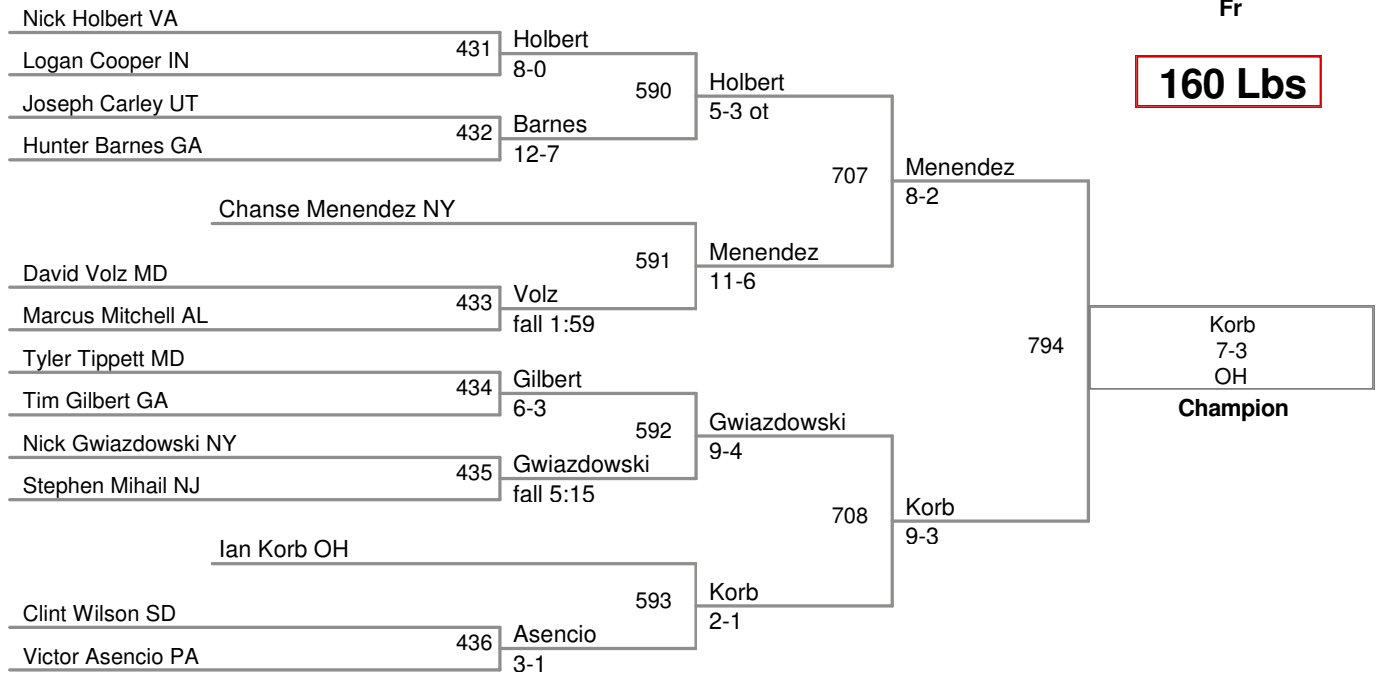 Fr
160 Lbs
Nick Holbert VA
Logan Cooper IN
431
Holbert
8-0
Joseph Carley UT
Hunter Barnes GA
432
Barnes
12-7
590
Holbert
5-3 ot
Chanse Menendez NY
David Volz MD
Marcus Mitchell AL
433
Volz
fall 1:59
591
Menendez
11-6
707
Menendez
8-2
Tyler Tippett MD
Tim Gilbert GA
434
Gilbert
6-3
Nick Gwiazdowski NY
Stephen Mihail NJ
435
Gwiazdowski
fall 5:15
592
Gwiazdowski
9-4
Ian Korb OH
Clint Wilson SD
Victor Asencio PA
436
Asencio
3-1
593
Korb
2-1
708
Korb
9-3
794
Korb
7-3
OH
Champion